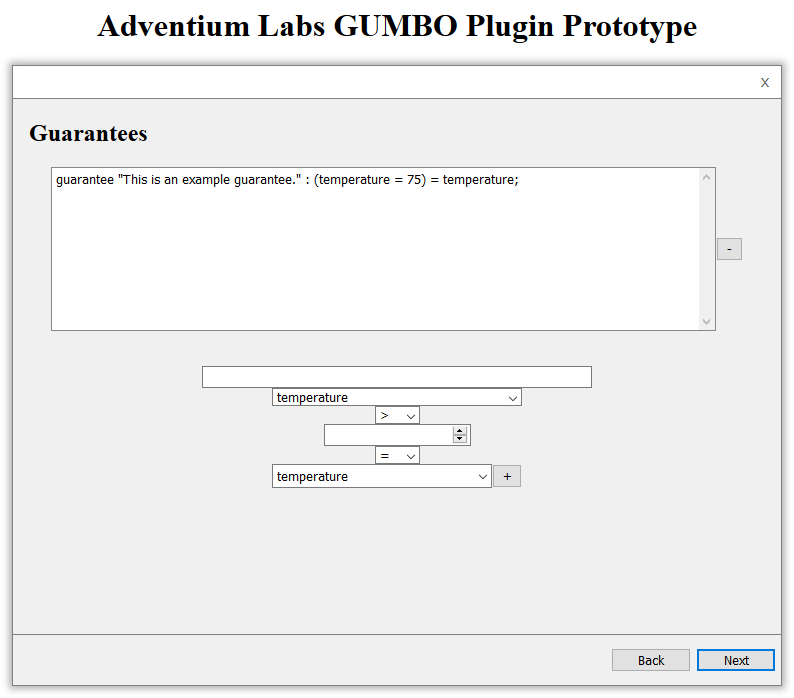 Adventium Labs GUMBO Plugin Prototype
X
Guarantees
guarantee "This is an example guarantee." : (temperature = 75) = temperature;
-
temperature
>
=
temperature +
Back Next